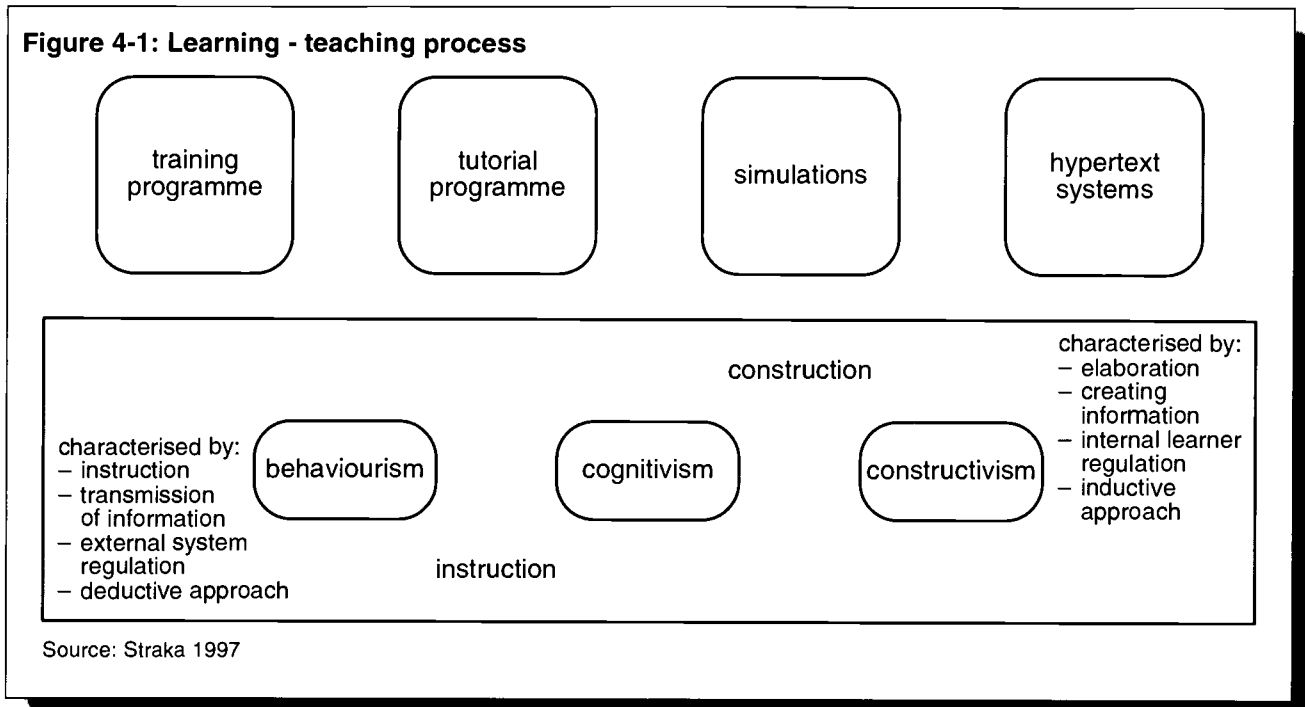 Figure 4-1: Learning - teaching process
training
programme
tutorial
programme
simulations
hypertext
systems
characterised by:
– instruction
– transmission
of information
– external system
regulation
– deductive approach
behaviourism
instruction
cognitivism
construction
constructivism
characterised by:
– elaboration
– creating
information
– internal learner
regulation
– inductive
approach
Source: Straka 1997